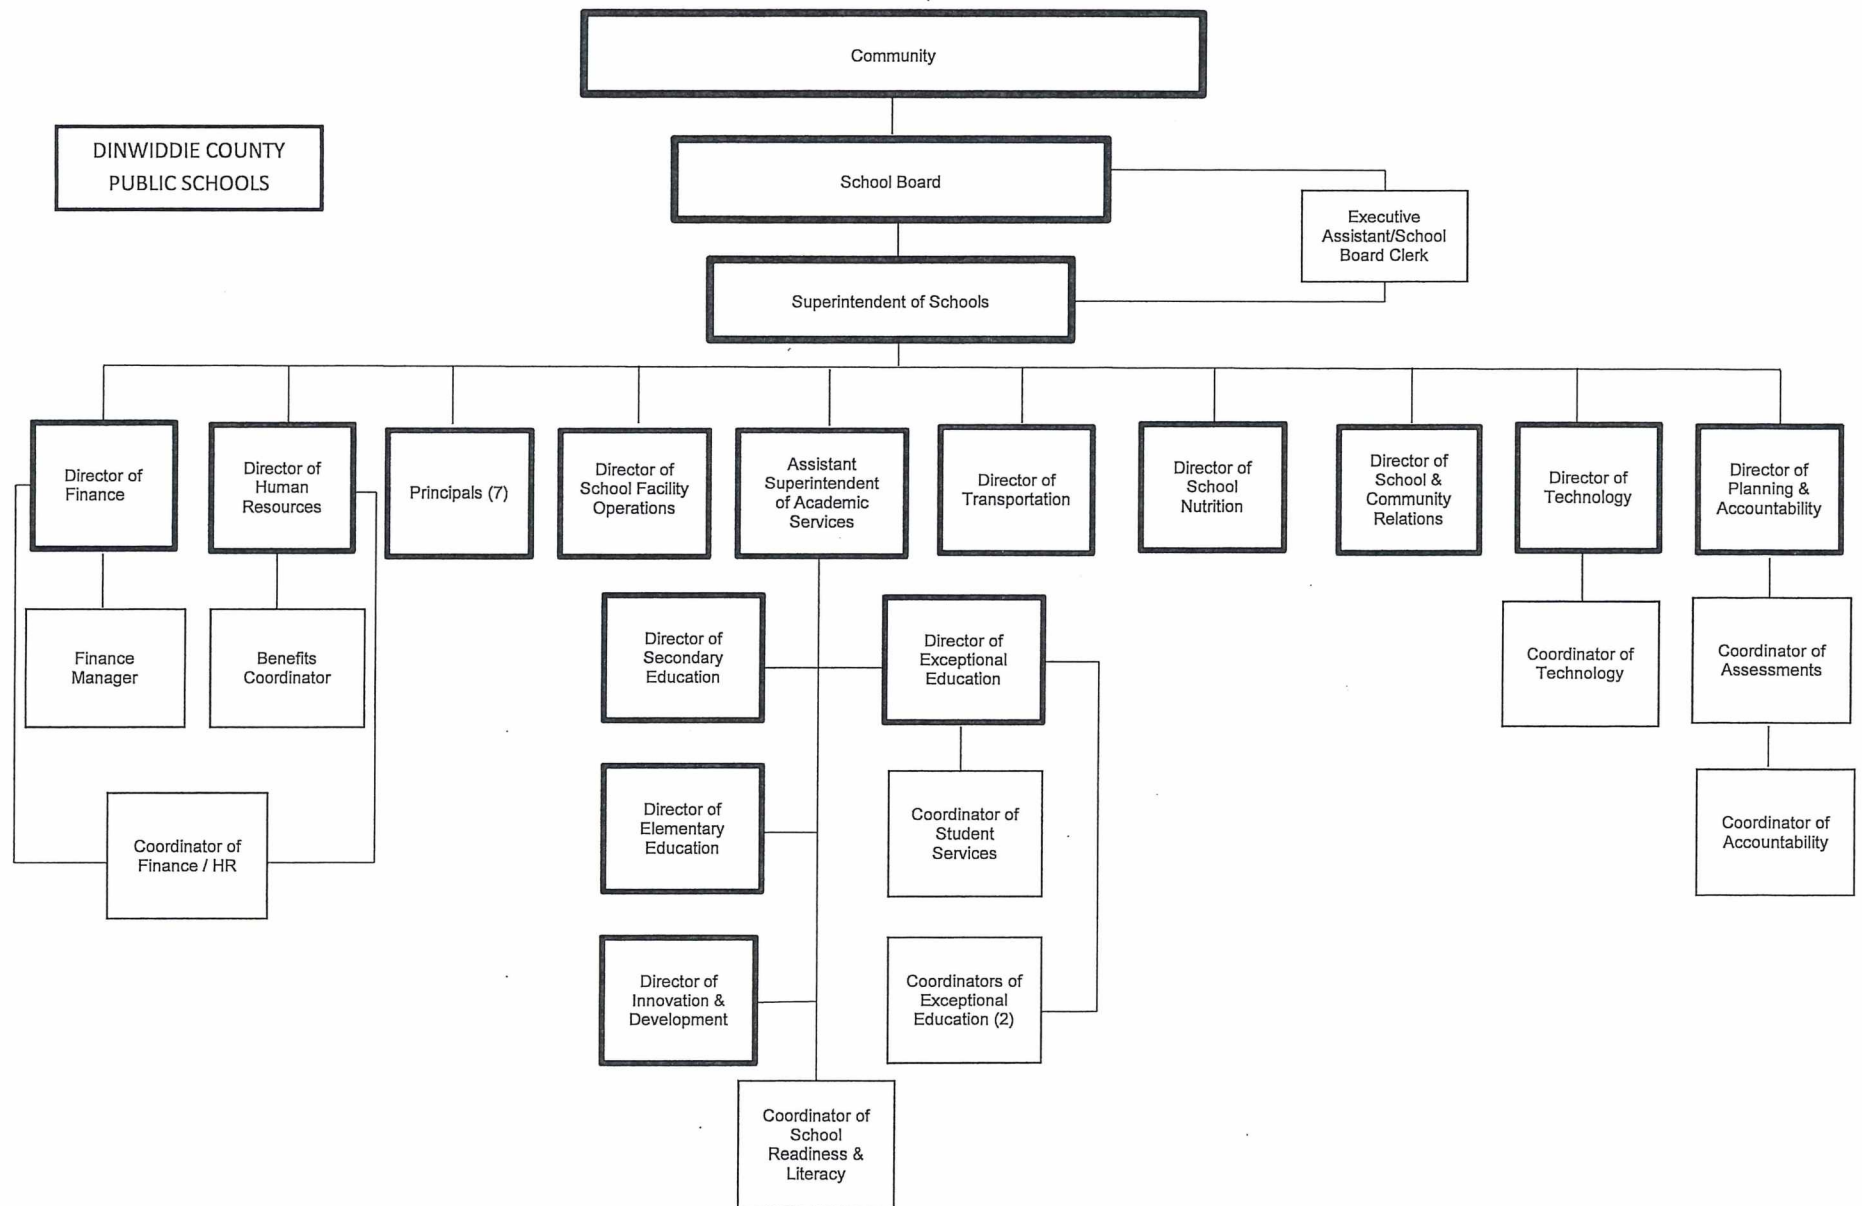 Community
DINWIDDIE COUNTY
PUBLIC SCHOOLS
School Board
Executive
Assistant/School
Board Clerk
Superintendent of Schools
Director of
Finance
Director of
Human
Resources
Principals (7)
Director of
School Facility
Operations
Assistant
Superintendent
of Academic
Services
Director of
Transportation
Director of
School
Nutrition
Director of
School &
Community
Relations
Director of
Technology
Director of
Planning &
Accountability
Finance
Manager
Benefits
Coordinator
Director of
Secondary
Education
Director of
Exceptional
Education
Coordinator of
Technology
Coordinator of
Assessments
Coordinator of
Finance / HR
Director of
Elementary
Education
Coordinator of
Student
Services
Coordinator of
Accountability
Director of
Innovation &
Development
Coordinators of
Exceptional
Education (2)
Coordinator of
School
Readiness &
Literacy